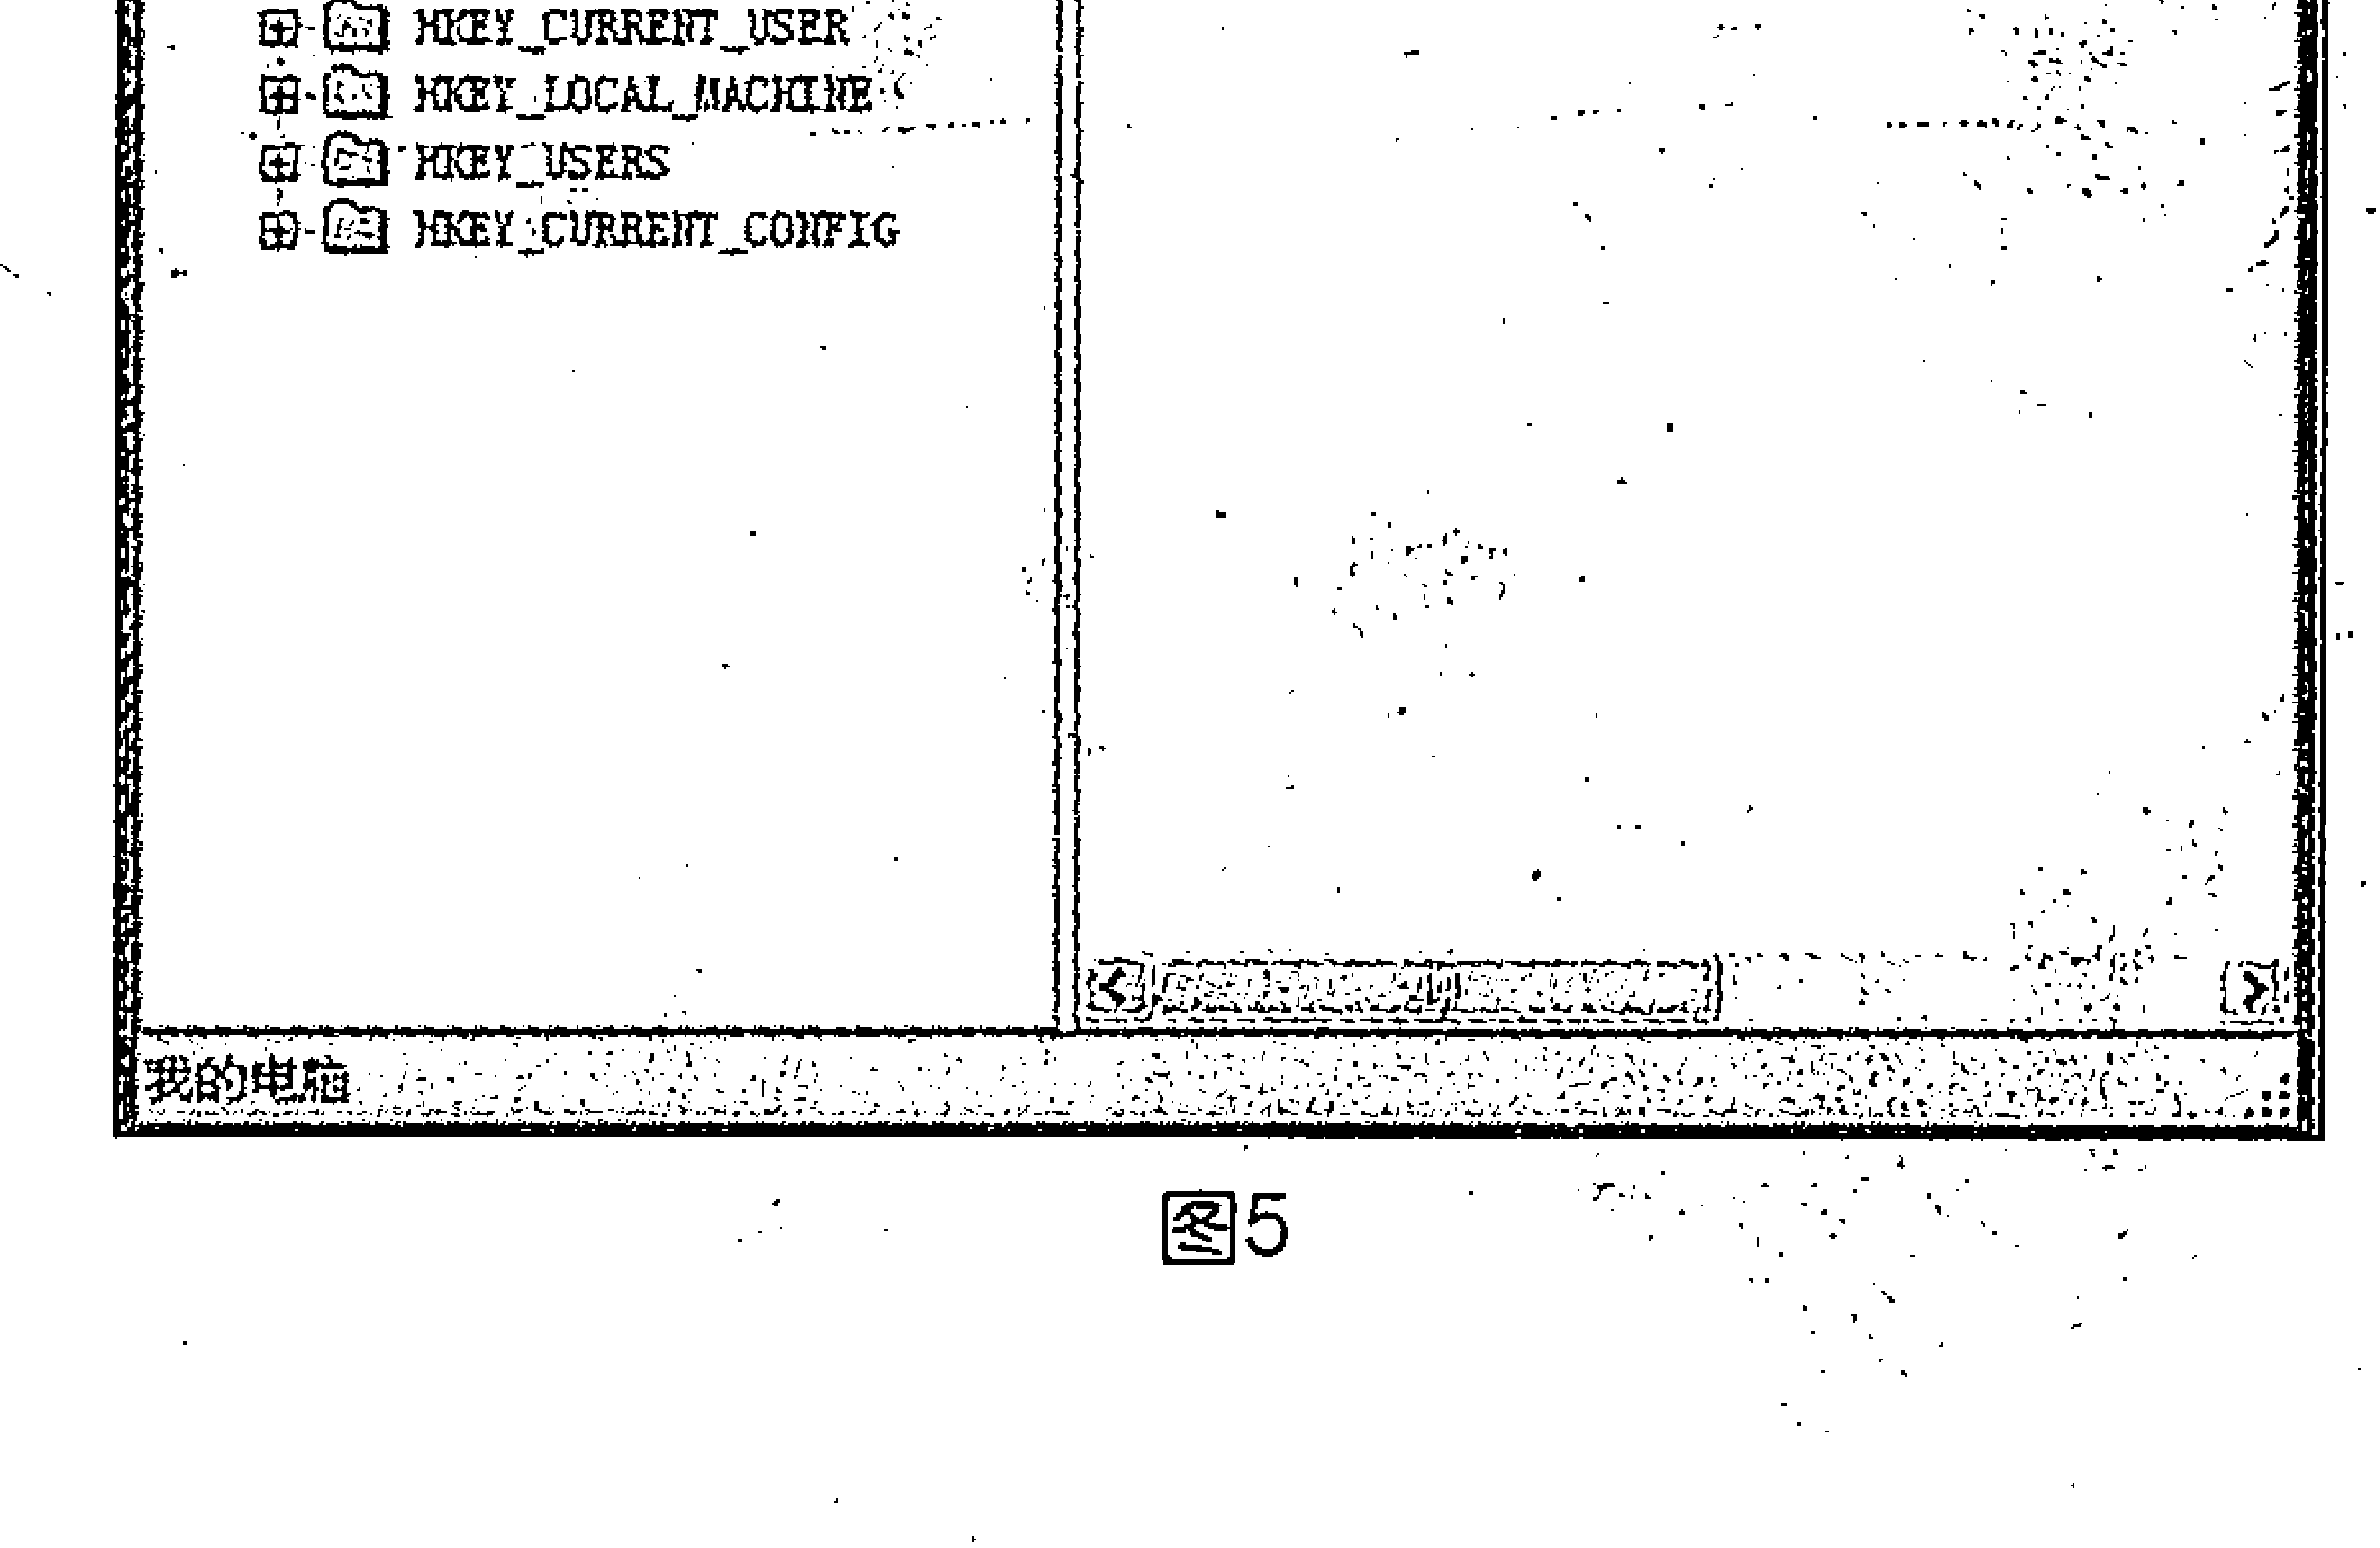 HKEY_CURRENT_USER
HKEY_LOCAL_MACHINE
HKEY_USERS
HKEY_CURRENT_CONFIG
我的电脑
图5